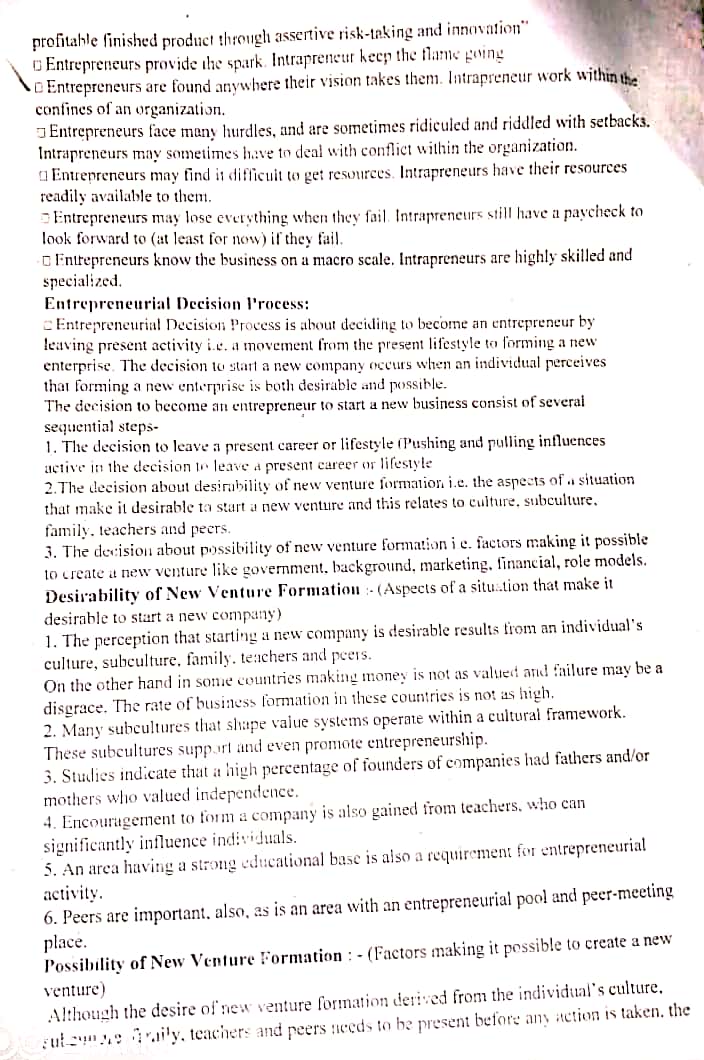 profitable finished product through assertive risk-taking and innovation"
□ Entrepreneurs provide the spark. Intrapreneur keep the flame going
□ Entrepreneurs are found anywhere their vision takes them. Intrapreneur work within the
confines of an organization.
□ Entrepreneurs face many hurdles, and are sometimes ridiculed and riddled with setbacks.
Intrapreneurs may sometimes have to deal with conflict within the organization.
□ Entrepreneurs may find it difficult to get resources. Intrapreneurs have their resources
readily available to them.
□ Entrepreneurs may lose everything when they fail. Intrapreneurs still have a paycheck to
look forward to (at least for now) if they fail.
□ Entrepreneurs know the business on a macro scale. Intrapreneurs are highly skilled and
specialized.
Entrepreneurial Decision Process:
□ Entrepreneurial Decision Process is about deciding to become an entrepreneur by
leaving present activity i.e. a movement from the present lifestyle to forming a new
enterprise. The decision to start a new company occurs when an individual perceives
that forming a new enterprise is both desirable and possible.
The decision to become an entrepreneur to start a new business consist of several
sequential steps-
1. The decision to leave a present career or lifestyle (Pushing and pulling influences
active in the decision to leave a present career or lifestyle
2.The decision about desirability of new venture formation i.e. the aspects of a situation
that make it desirable to start a new venture and this relates to culture, subculture,
family, teachers and peers.
3. The decision about possibility of new venture formation i e. factors making it possible
to create a new venture like government, background, marketing, financial, role models.
Desirability of New Venture Formation :- (Aspects of a situation that make it
desirable to start a new company)
1. The perception that starting a new company is desirable results from an individual's
culture, subculture, family, teachers and peers.
On the other hand in some countries making money is not as valued and failure may be a
disgrace. The rate of business formation in these countries is not as high.
2. Many subcultures that shape value systems operate within a cultural framework.
These subcultures support and even promote entrepreneurship.
3. Studies indicate that a high percentage of founders of companies had fathers and/or
mothers who valued independence.
4. Encouragement to form a company is also gained from teachers, who can
significantly influence individuals.
5. An area having a strong educational base is also a requirement for entrepreneurial
activity.
6. Peers are important, also, as is an area with an entrepreneurial pool and peer-meeting
place.
Possibility of New Venture Formation : - (Factors making it possible to create a new
venture)
Although the desire of new venture formation derived from the individual's culture,
family, teachers and peers needs to be present before any action is taken, the